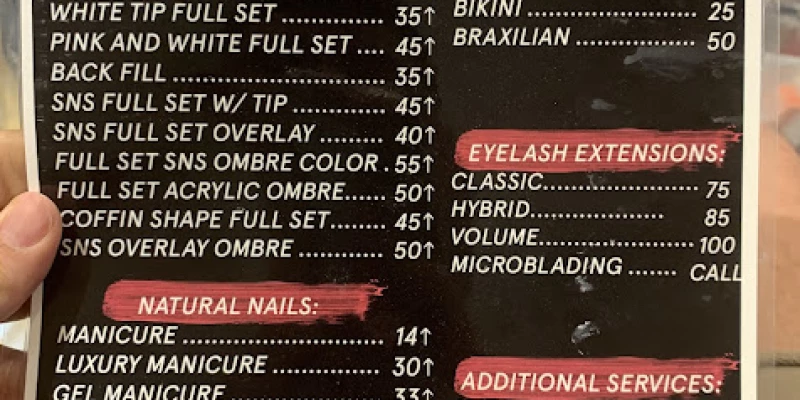 WHITE TIP FULL SET .................. 35↑
PINK AND WHITE FULL SET .... 45↑
BACK FILL ..................................... 35↑
SNS FULL SET W/ TIP ................ 45↑
SNS FULL SET OVERLAY ............ 40↑
FULL SET SNS OMBRE COLOR . 55↑
FULL SET ACRYLIC OMBRE...... 50↑
COFFIN SHAPE FULL SET........ 45↑
SNS OVERLAY OMBRE .............. 50↑
NATURAL NAILS:
MANICURE ................................. 14↑
LUXURY MANICURE .................. 30↑
GEL MANICURE ......................... 33↑
BIKINI ............................. 25
BRAXILIAN .................... 50
EYELASH EXTENSIONS:
CLASSIC.......................... 75
HYBRID...................... 85
VOLUME.......................... 100
MICROBLADING ....... CALL
ADDITIONAL SERVICES: